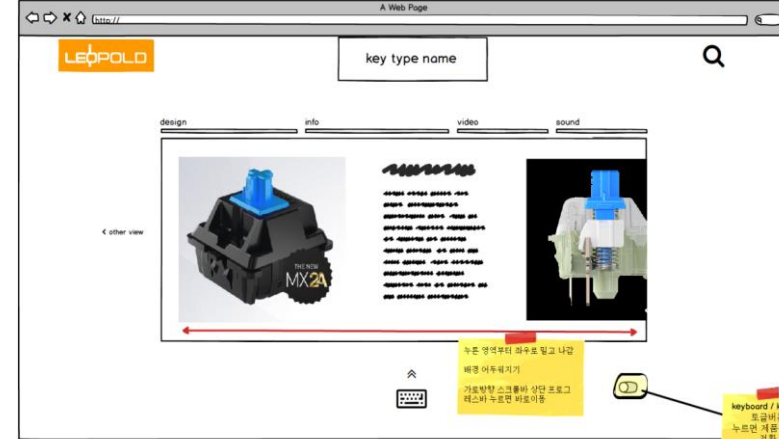 A Web Page
http://
LEOPOLD
key type name
design info video sound
< other view
THE NEW
MX2A
누른 영역부터 좌우로 밀고 나감
배경 어두워지기
가로방향 스크롤바 상단 프로그
레스바 누르면 바로이동
keyboard / k
토글버
누르면 제품